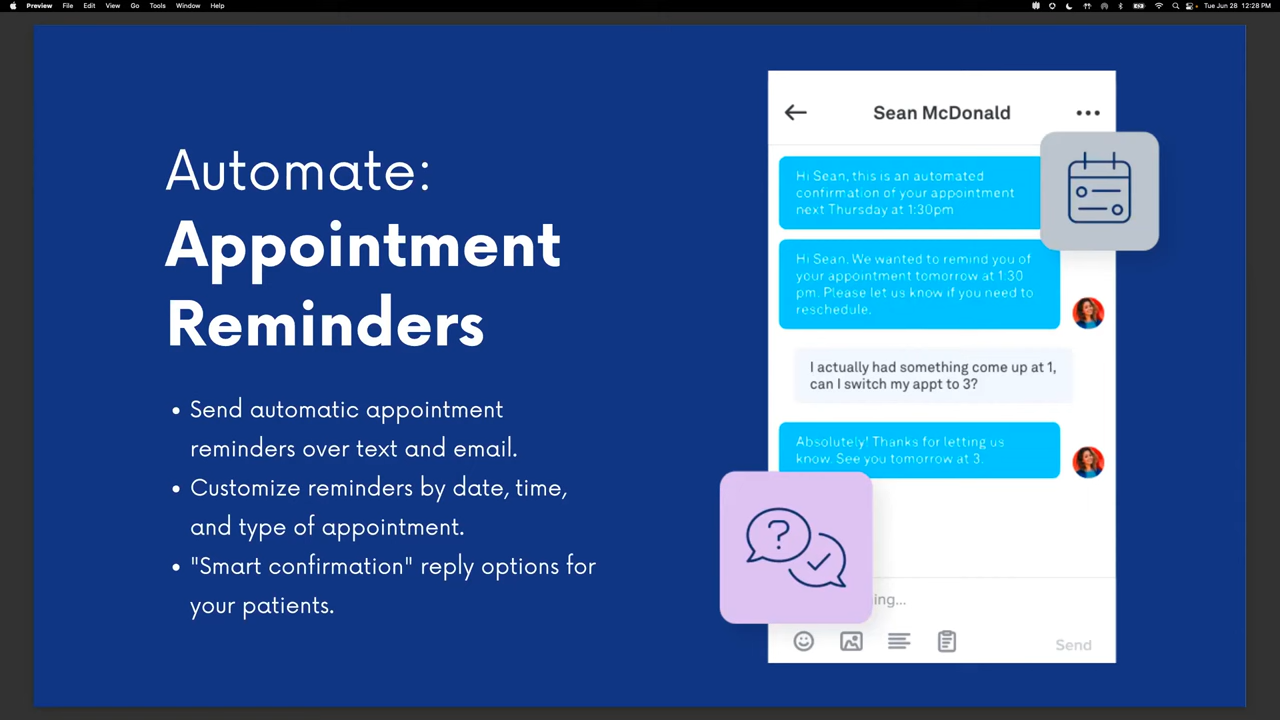 Preview File Edit View Go Tools Window Help Tue Jun 28 12:28 PM
Automate:
Appointment
Reminders
• Send automatic appointment
reminders over text and email.
• Customize reminders by date, time,
and type of appointment.
• "Smart confirmation" reply options for
your patients.
Sean McDonald
Hi Sean, this is an automated
confirmation of your appointment
next Thursday at 1:30pm
Hi Sean. We wanted to remind you of
your appointment tomorrow at 1:30
pm. Please let us know if you need to
reschedule.
I actually had something come up at 1,
can I switch my appt to 3?
Absolutely! Thanks for letting us
know. See you tomorrow at 3.
ing...
Send